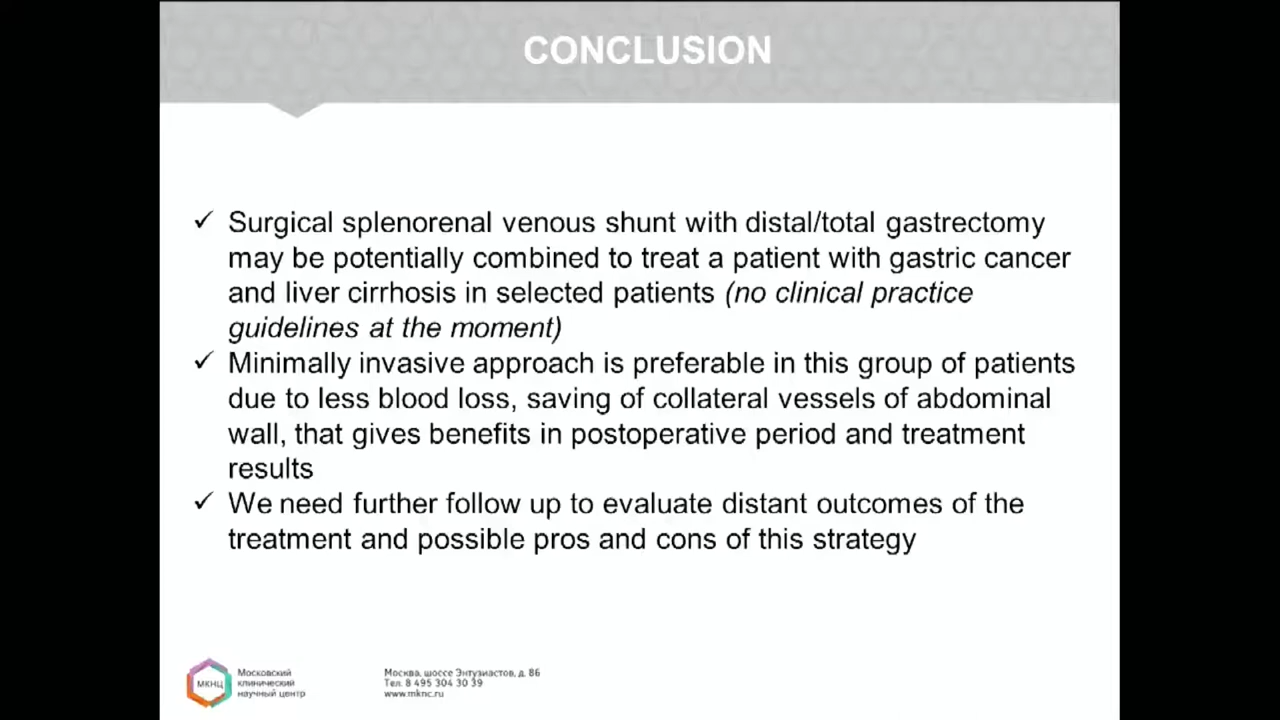 CONCLUSION
✓ Surgical splenorenal venous shunt with distal/total gastrectomy
may be potentially combined to treat a patient with gastric cancer
and liver cirrhosis in selected patients (no clinical practice
guidelines at the moment)
✓ Minimally invasive approach is preferable in this group of patients
due to less blood loss, saving of collateral vessels of abdominal
wall, that gives benefits in postoperative period and treatment
results
✓ We need further follow up to evaluate distant outcomes of the
treatment and possible pros and cons of this strategy
МКНЦ
Московский
клинический
научный центр
Москва, шоссе Энтузиастов, д. 86
Тел. 8 495 304 30 39
www.mknc.ru